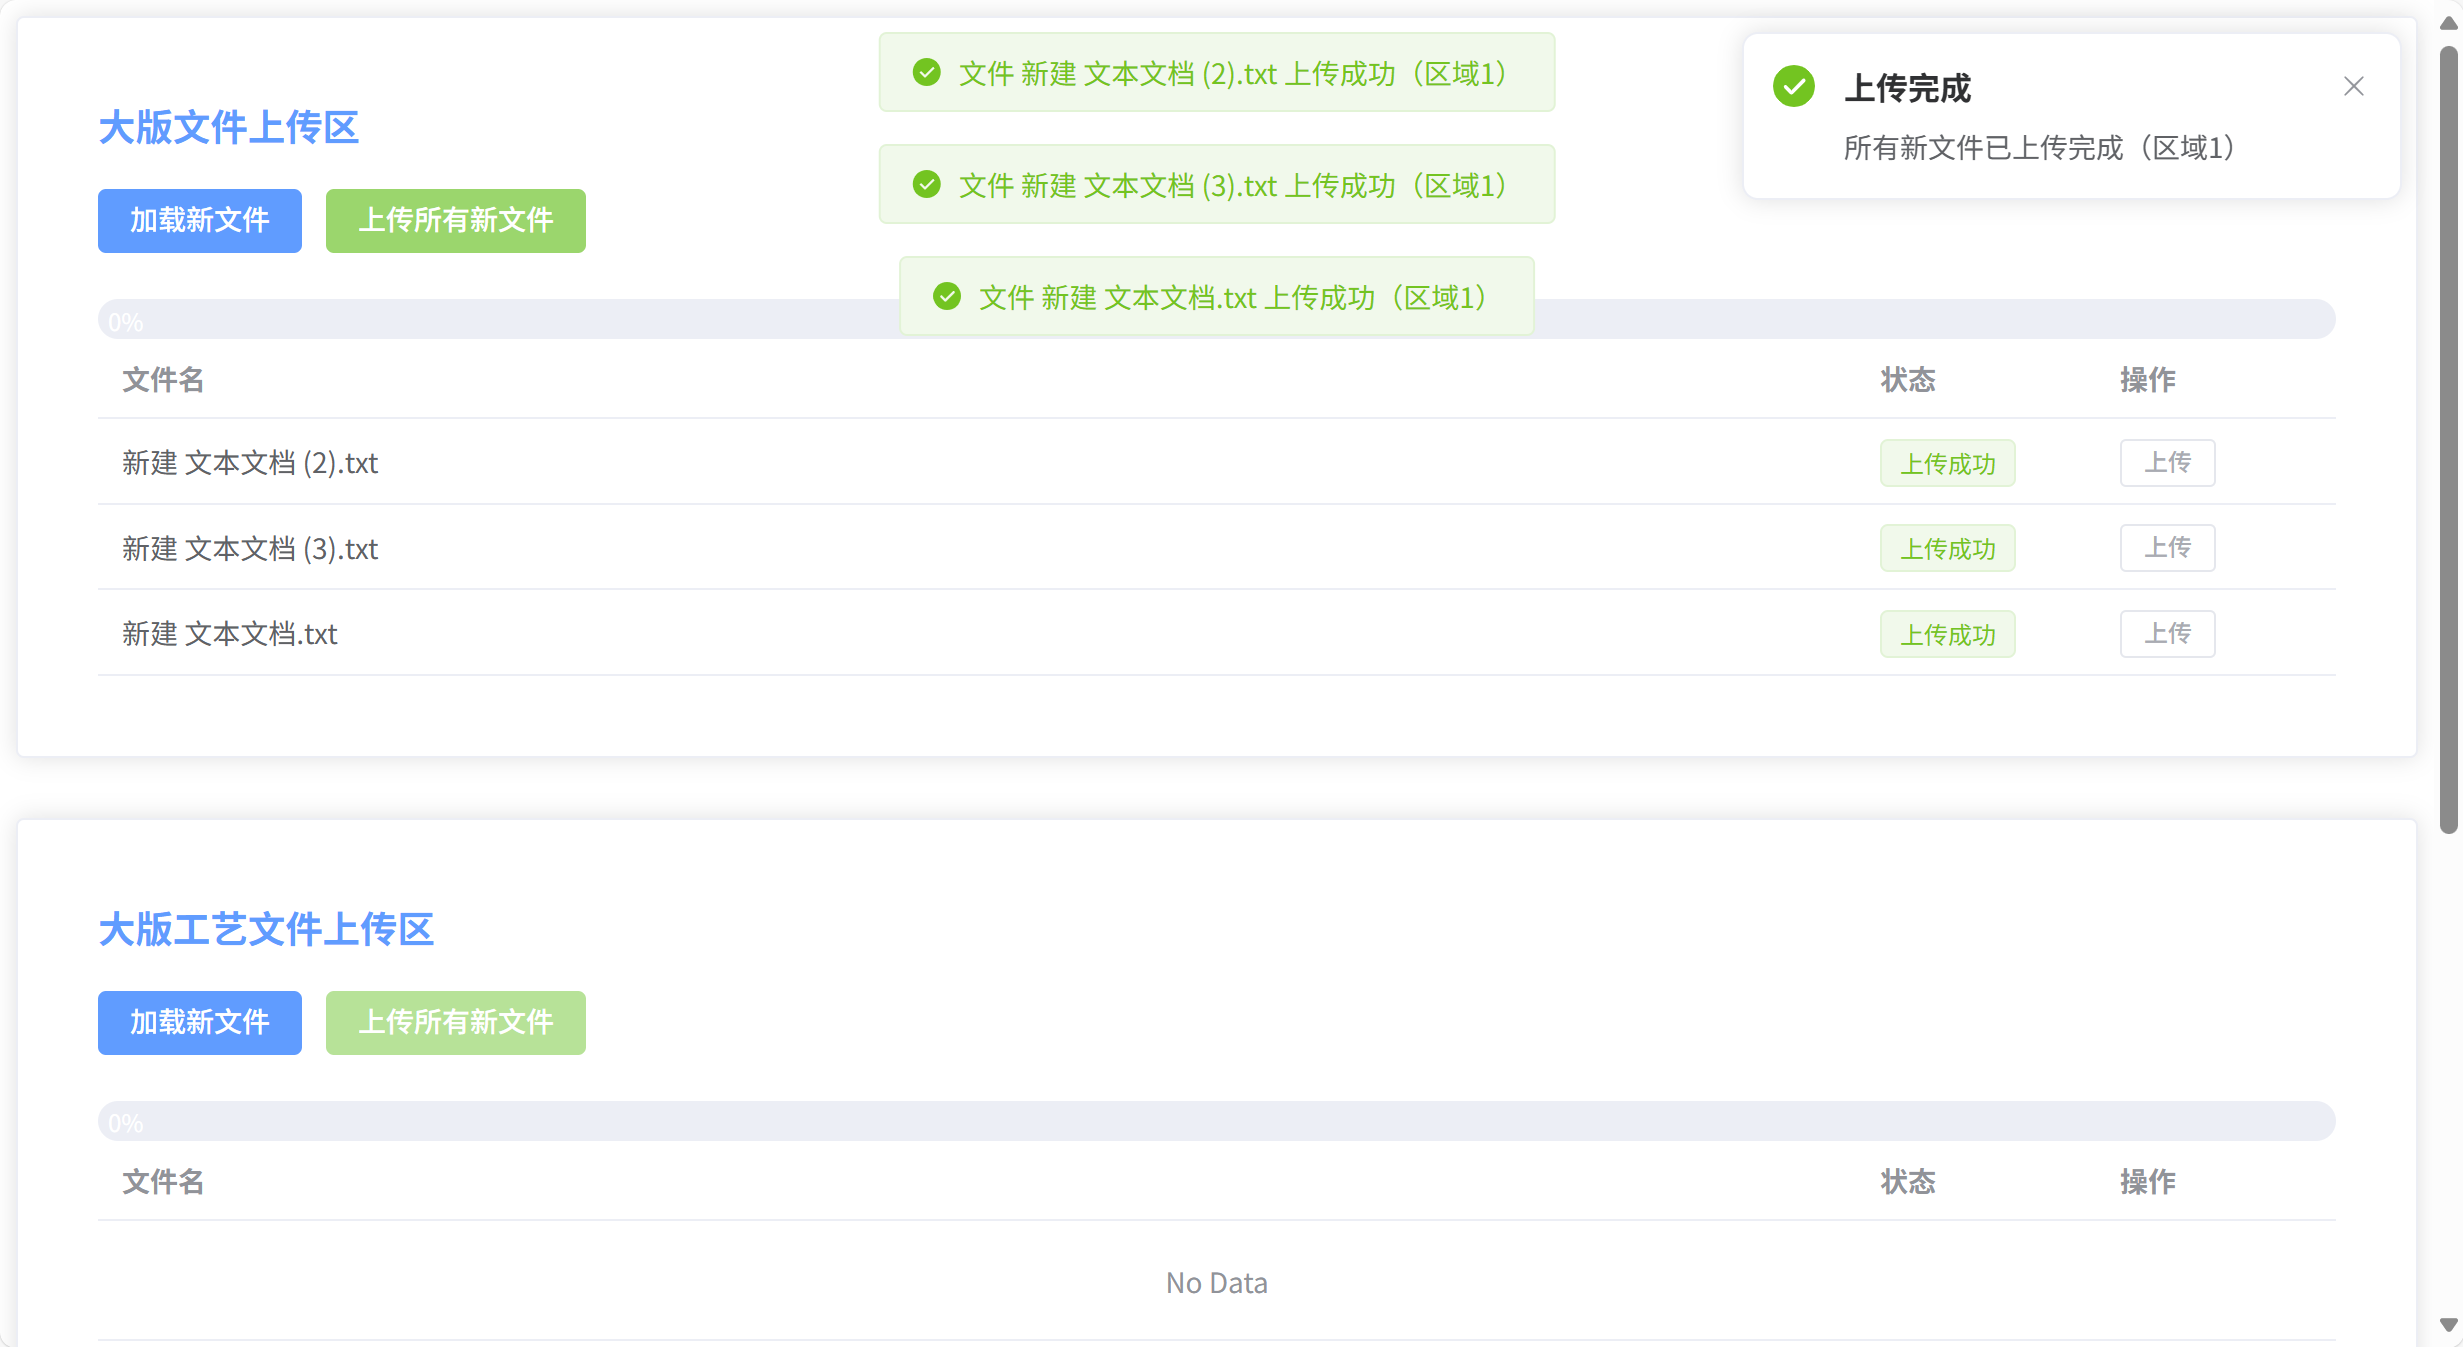 文件 新建 文本文档 (2).txt 上传成功（区域1）
上传完成
所有新文件已上传完成（区域1）
大版文件上传区
文件 新建 文本文档 (3).txt 上传成功（区域1）
加载新文件 上传所有新文件
文件 新建 文本文档.txt 上传成功（区域1）
0%
文件名 状态 操作
新建 文本文档 (2).txt 上传成功 上传
新建 文本文档 (3).txt 上传成功 上传
新建 文本文档.txt 上传成功 上传
大版工艺文件上传区
加载新文件 上传所有新文件
0%
文件名 状态 操作
No Data